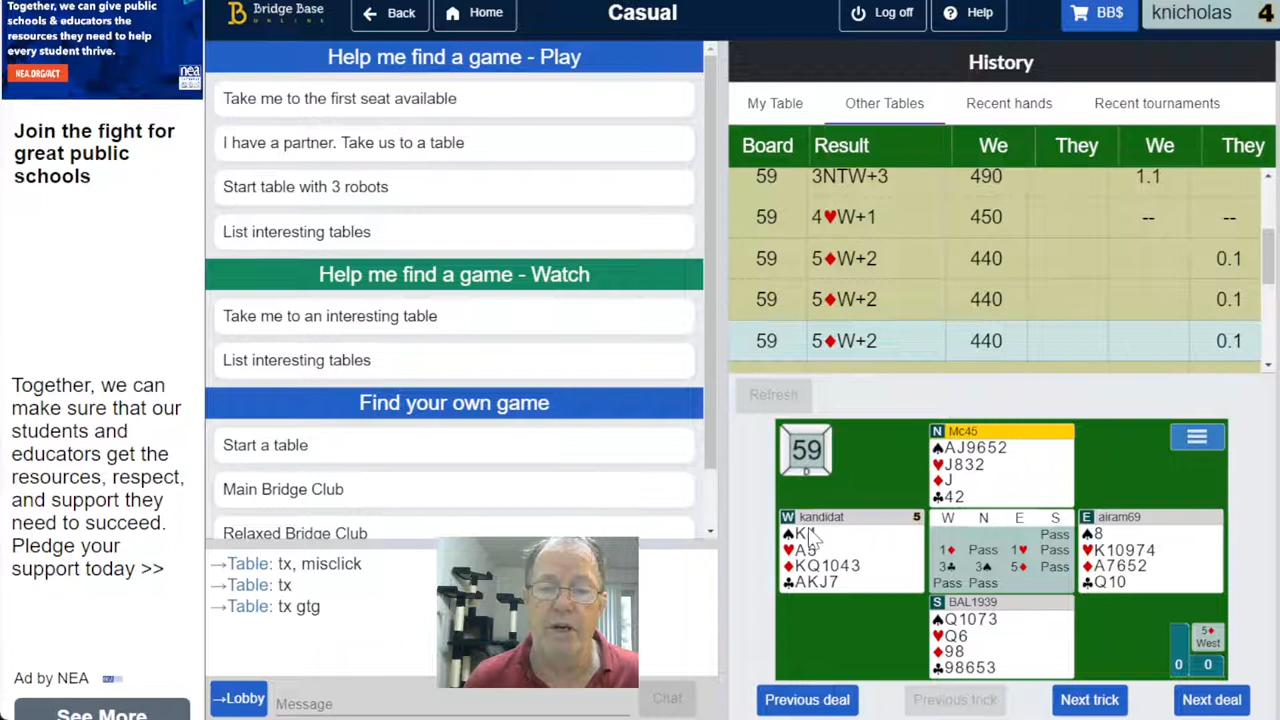 Together, we can give public
schools & educators the
resources they need to help
every student thrive.
NEA.ORG/ACT
nea
Join the fight for
great public
schools
Together, we can
make sure that our
students and
educators get the
resources, respect,
and support they
need to succeed.
Pledge your
support today >>
Ad by NEA
See More
Bridge Base
ONLINE
Back
Home
Casual
Log off
Help
BB$
knicholas 4
Help me find a game - Play
Take me to the first seat available
I have a partner. Take us to a table
Start table with 3 robots
List interesting tables
Help me find a game - Watch
Take me to an interesting table
List interesting tables
Find your own game
Start a table
Main Bridge Club
Relaxed Bridge Club
→Table: tx, misclick
→Table: tx
→Table: tx gtg
→Lobby
Message
Chat
History
My Table Other Tables Recent hands Recent tournaments
Board Result We They We They
59 3NTW+3 490 1.1
59 4♥W+1 450 -- --
59 5♦W+2 440 0.1
59 5♦W+2 440 0.1
59 5♦W+2 440 0.1
Refresh
59
D
N Mc45
♠AJ9652
♥J832
♦J
♣42
W kandidat 5
♠K
♥A5
♦KQ1043
♣AKJ7
W N E S
Pass
1♦ Pass 1♥ Pass
3♣ 3♠ 5♦ Pass
Pass Pass
E airam69
♠8
♥K10974
♦A7652
♣Q10
S BAL1939
♠Q1073
♥Q6
♦98
♣98653
5♦
West
0 0
Previous deal
Previous trick
Next trick
Next deal